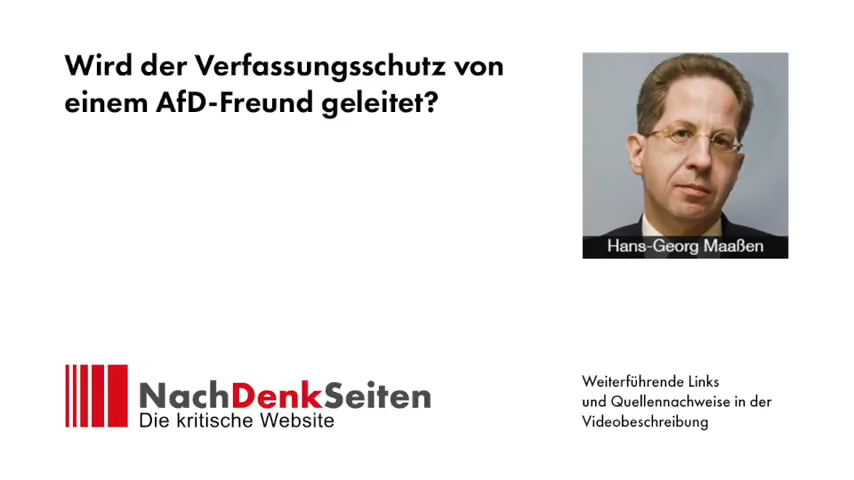 Wird der Verfassungsschutz von
einem AfD-Freund geleitet?
Hans-Georg Maaßen
NachDenkSeiten
Die kritische Website
Weiterführende Links
und Quellennachweise in der
Videobeschreibung